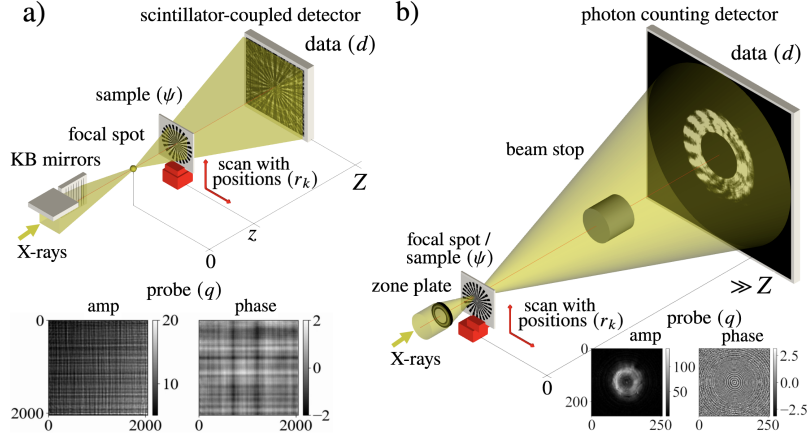 a)
scintillator-coupled detector
data (d)
sample (ψ)
focal spot
KB mirrors
scan with
positions (r_k)
X-rays
Z
z
0
probe (q)
amp
phase
0
2000
0
2000
20
10
0
2000
2
0
−2
b)
photon counting detector
data (d)
beam stop
focal spot /
sample (ψ)
zone plate
scan with
positions (r_k)
X-rays
≫ Z
0
probe (q)
amp
phase
0
200
0
250
100
50
0
250
2.5
0.0
−2.5